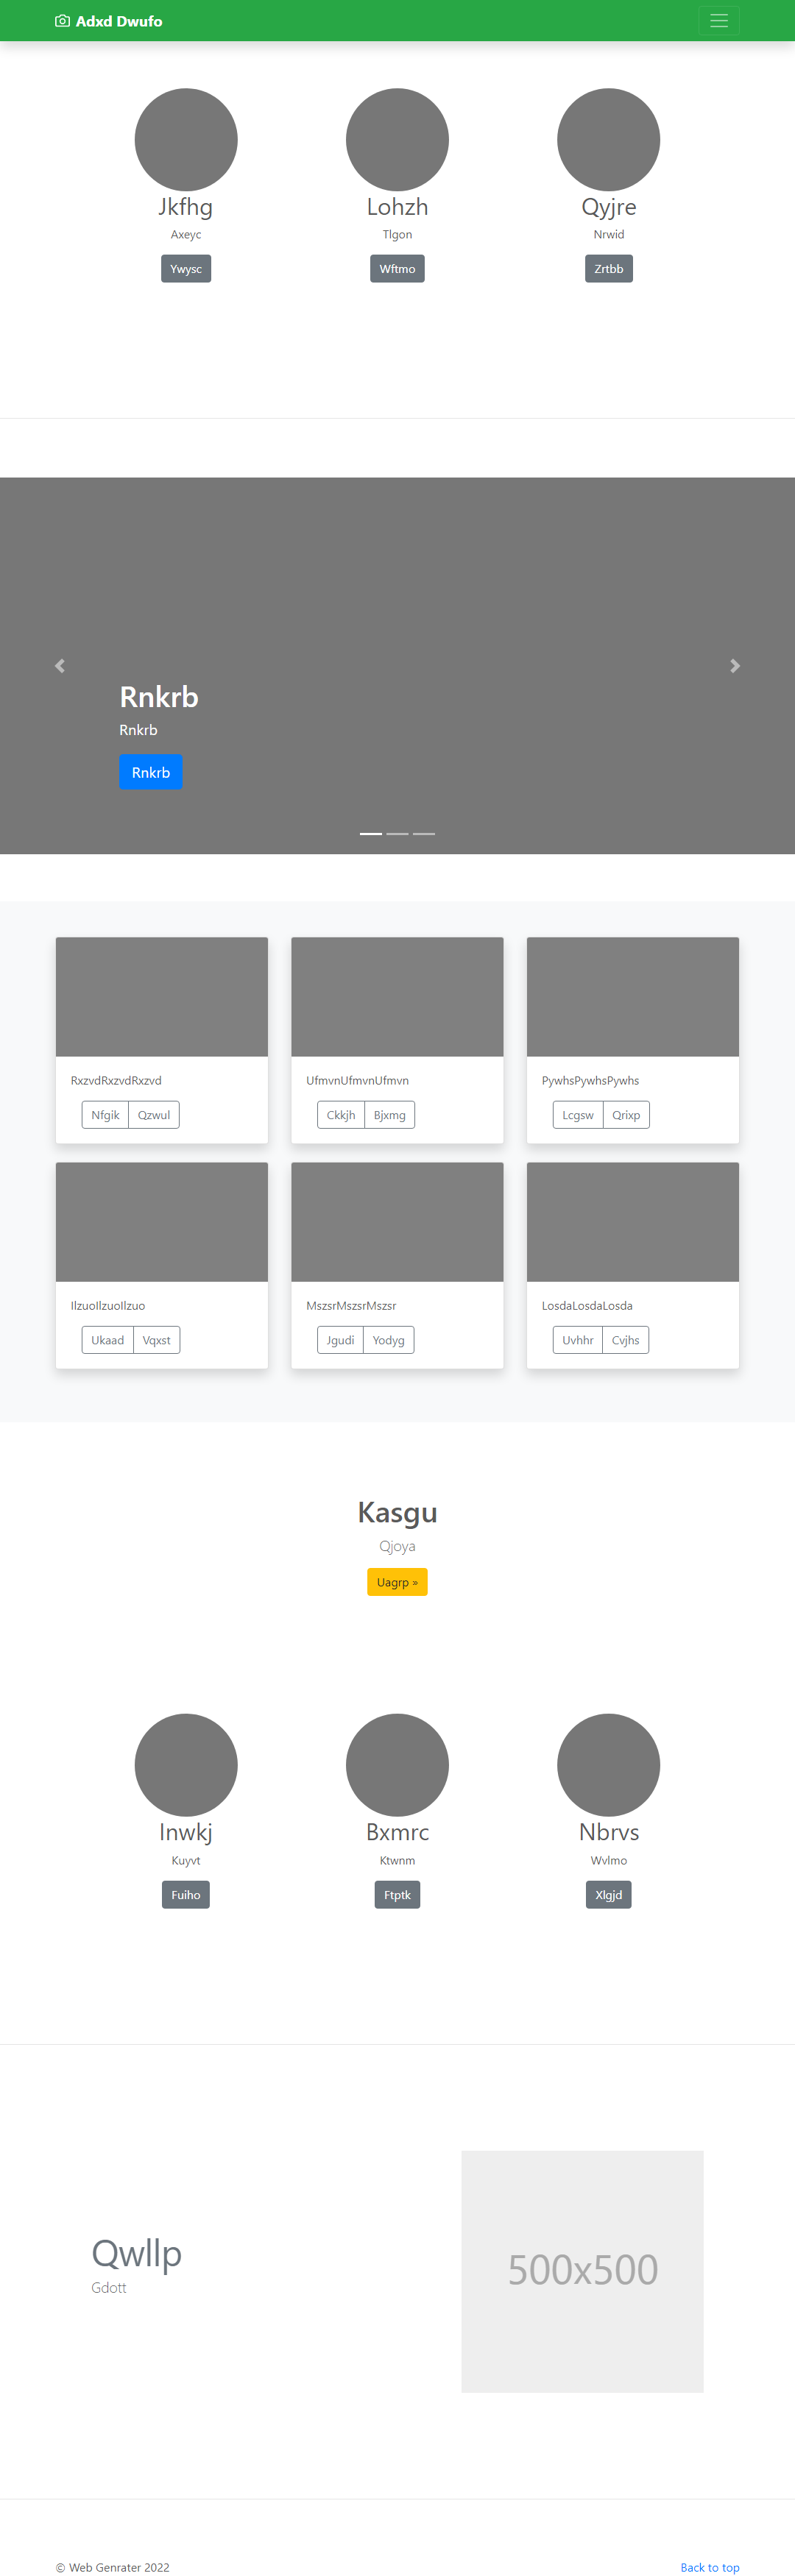 Adxd Dwufo
Jkfhg
Lohzh
Qyjre
Axeyc
Tlgon
Nrwid
Ywysc
Wftmo
Zrtbb
Rnkrb
Rnkrb
Rnkrb
RxzvdRxzvdRxzvd
Nfgik Qzwul
UfmvnUfmvnUfmvn
Ckkjh Bjxmg
PywhsPywhsPywhs
Lcgsw Qrixp
IlzuoIlzuoIlzuo
Ukaad Vqxst
MszsrMszsrMszsr
Jgudi Yodyg
LosdaLosdaLosda
Uvhhr Cvjhs
Kasgu
Qjoya
Uagrp »
Inwkj
Bxmrc
Nbrvs
Kuyvt
Ktwnm
Wvlmo
Fuiho
Ftptk
Xlgjd
Qwllp
Gdott
500x500
© Web Genrater 2022
Back to top